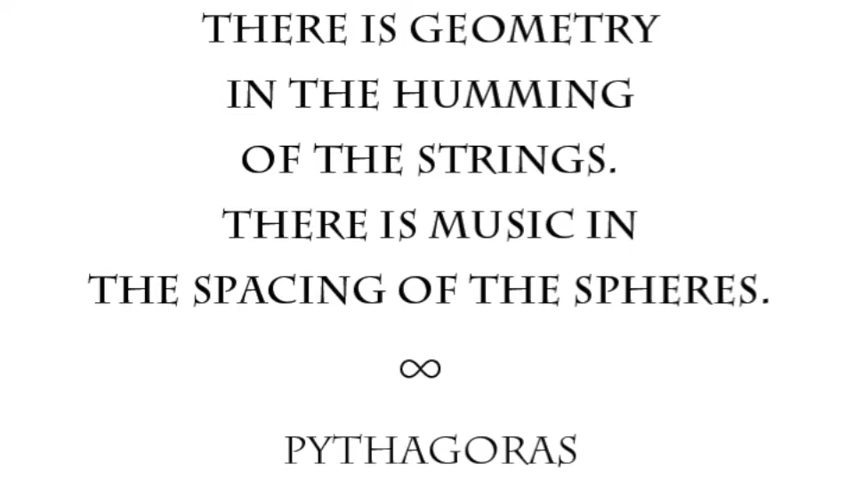 THERE IS GEOMETRY
IN THE HUMMING
OF THE STRINGS.
THERE IS MUSIC IN
THE SPACING OF THE SPHERES.
∞
PYTHAGORAS